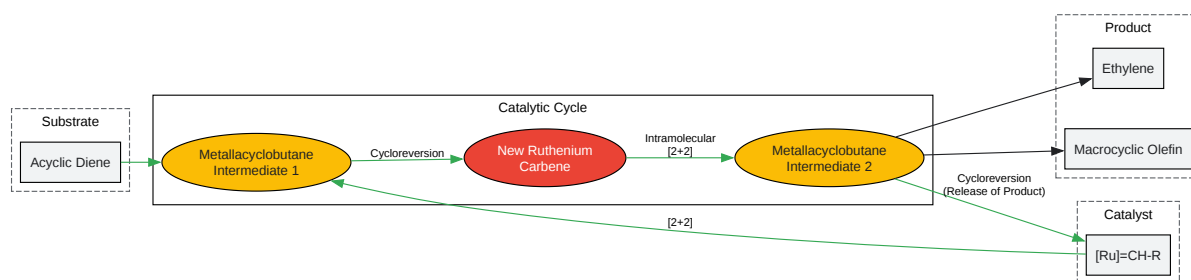 Product
Ethylene
Macrocyclic Olefin
Catalytic Cycle
Substrate
Acyclic Diene
Metallacyclobutane
Intermediate 1
Cycloreversion
New Ruthenium
Carbene
Intramolecular
[2+2]
Metallacyclobutane
Intermediate 2
Cycloreversion
(Release of Product)
[2+2]
Catalyst
[Ru]=CH-R